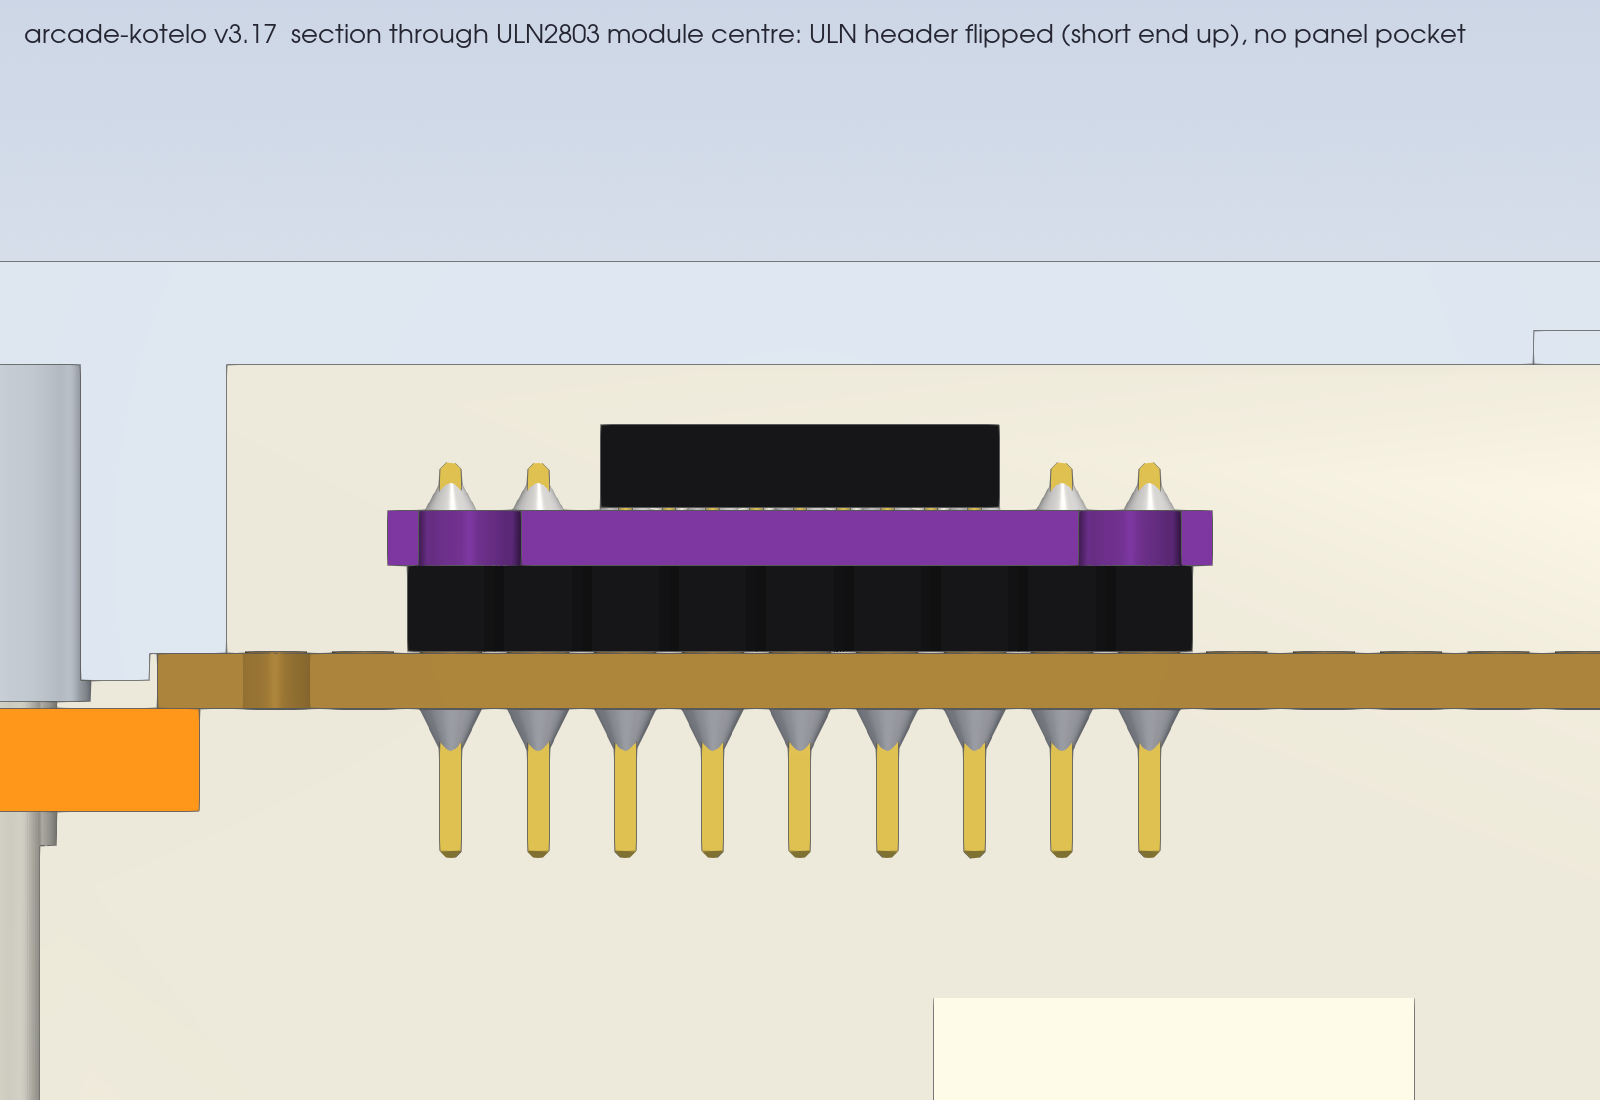 arcade-kotelo v3.17  section through ULN2803 module centre: ULN header flipped (short end up), no panel pocket